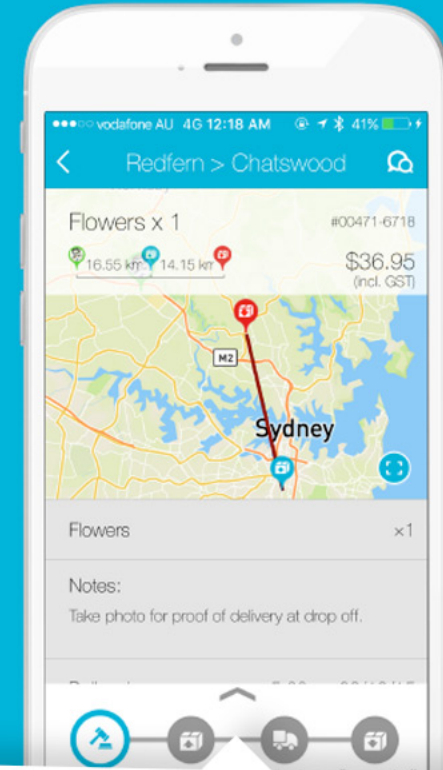 vodafone AU 4G 12:18 AM 41%
Redfern > Chatswood
Flowers x 1 #00471-6718
16.55 km 14.15 km $36.95
(incl. GST)
M2
Sydney
Flowers ×1
Notes:
Take photo for proof of delivery at drop off.